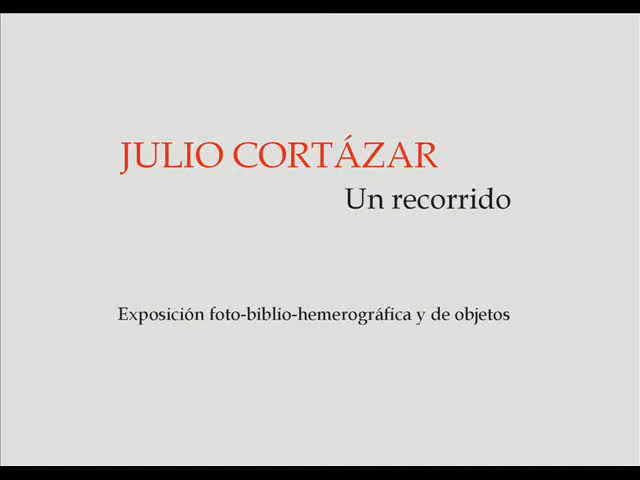 JULIO CORTÁZAR
Un recorrido
Exposición foto-biblio-hemerográfica y de objetos